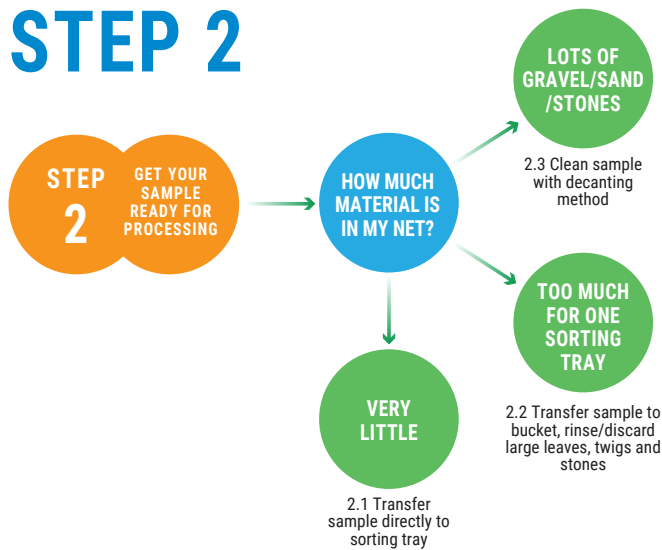 STEP 2
STEP
2
GET YOUR
SAMPLE
READY FOR
PROCESSING
HOW MUCH
MATERIAL IS
IN MY NET?
LOTS OF
GRAVEL/SAND
/STONES
2.3 Clean sample
with decanting
method
TOO MUCH
FOR ONE
SORTING
TRAY
2.2 Transfer sample to
bucket, rinse/discard
large leaves, twigs and
stones
VERY
LITTLE
2.1 Transfer
sample directly to
sorting tray